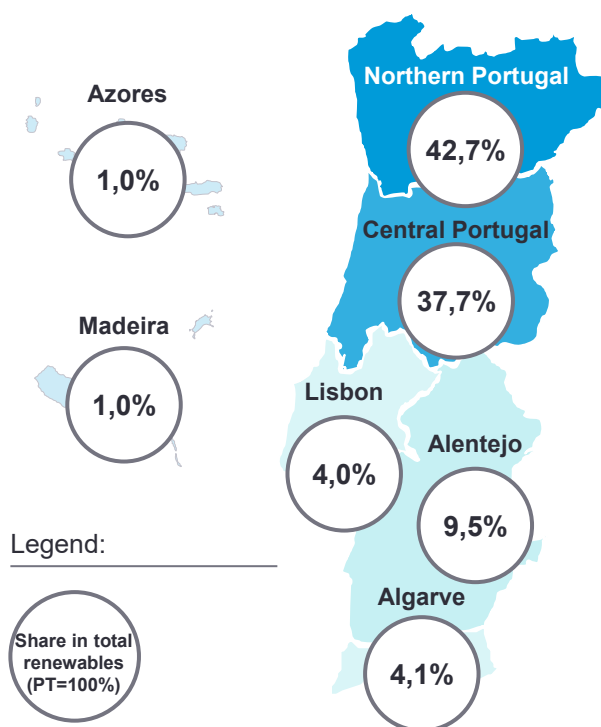 Northern Portugal
42,7%
Azores
1,0%
Central Portugal
37,7%
Madeira
1,0%
Lisbon
4,0%
Alentejo
9,5%
Legend:
Share in total
renewables
(PT=100%)
Algarve
4,1%